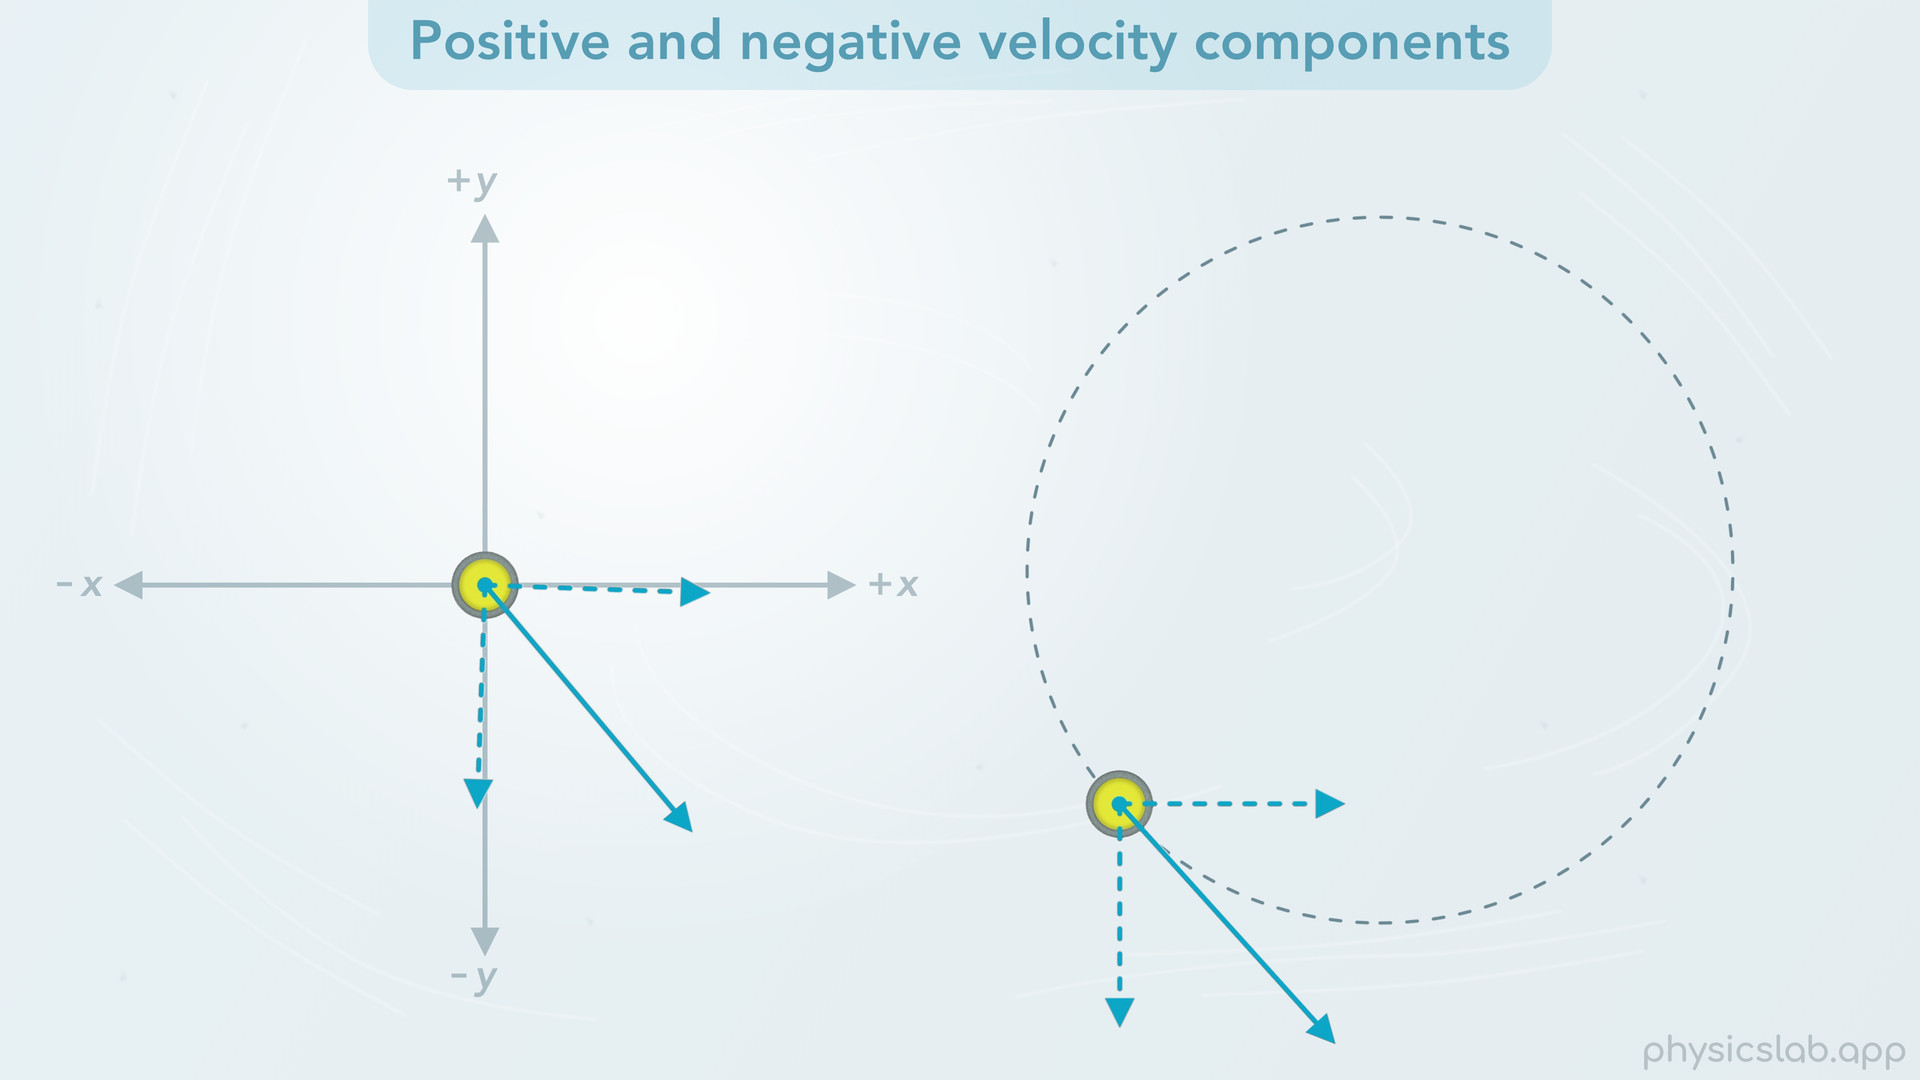 Positive and negative velocity components
+y
-x
+x
-y
physicslab.app